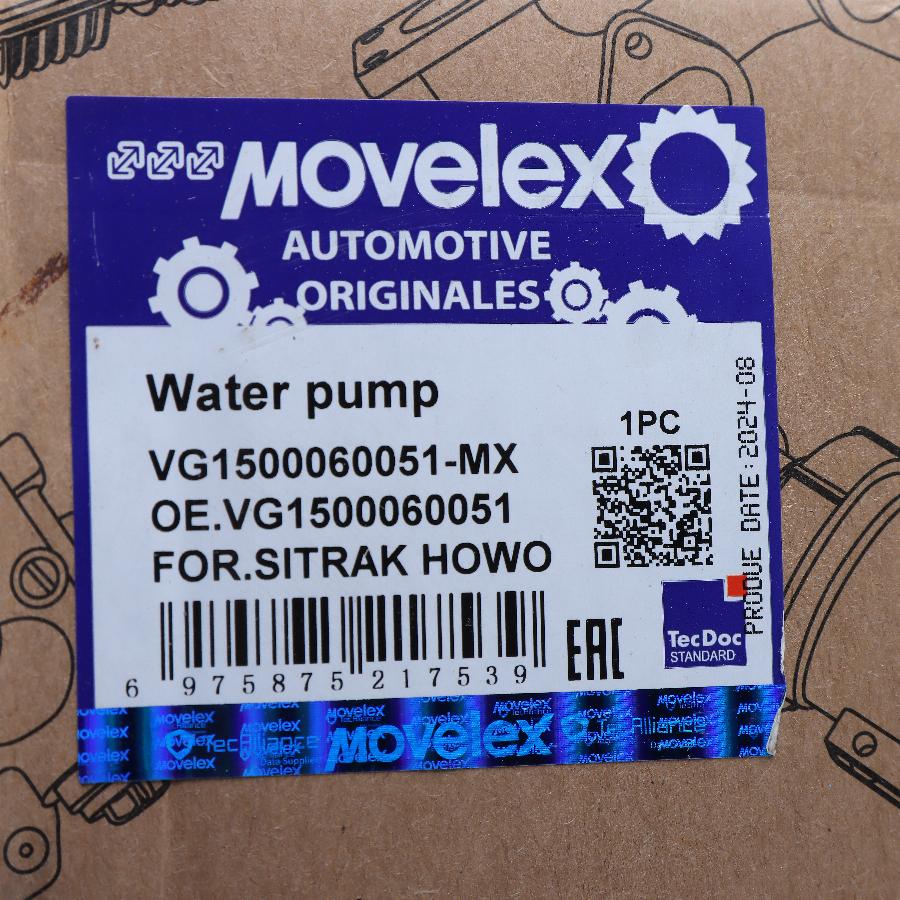 Movelex
AUTOMOTIVE
ORIGINALES
Water pump
VG1500060051-MX
OE.VG1500060051
FOR.SITRAK HOWO
1PC
PRODUE DATE:2024-08
6 975875 217539
EAC
TecDoc
STANDARD
Movelex